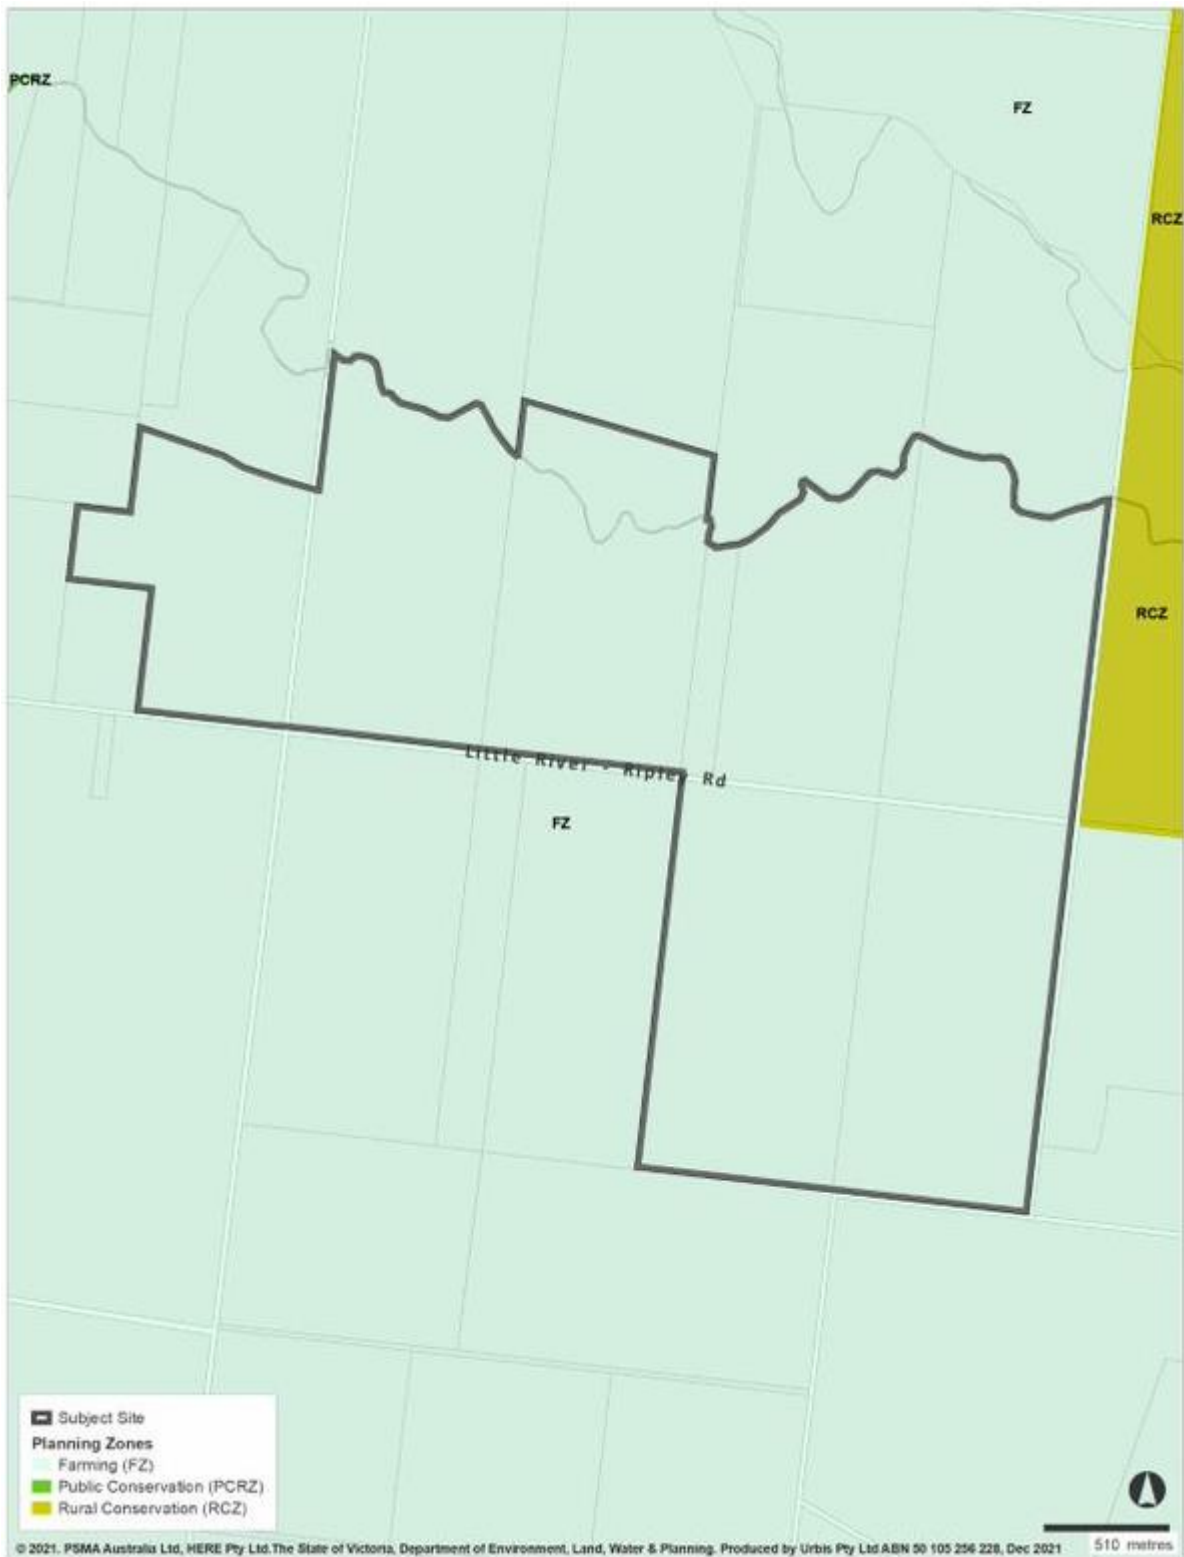 PCRZ
FZ
RCZ
RCZ
Little River - Ripley Rd
FZ
Subject Site
Planning Zones
Farming (FZ)
Public Conservation (PCRZ)
Rural Conservation (RCZ)
510 metres
© 2021. PSMA Australia Ltd, HERE Pty Ltd.The State of Victoria, Department of Environment, Land, Water & Planning. Produced by Urbis Pty Ltd ABN 50 105 256 228, Dec 2021